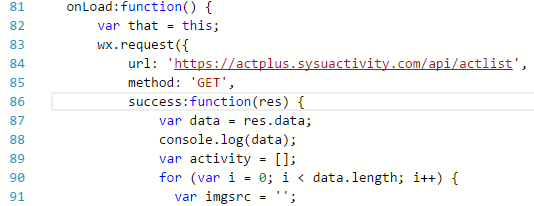 81 onLoad:function() {
82 var that = this;
83 wx.request({
84 url: 'https://actplus.sysuactivity.com/api/actlist',
85 method: 'GET',
86 success:function(res) {
87 var data = res.data;
88 console.log(data);
89 var activity = [];
90 for (var i = 0; i < data.length; i++) {
91 var imgsrc = '';